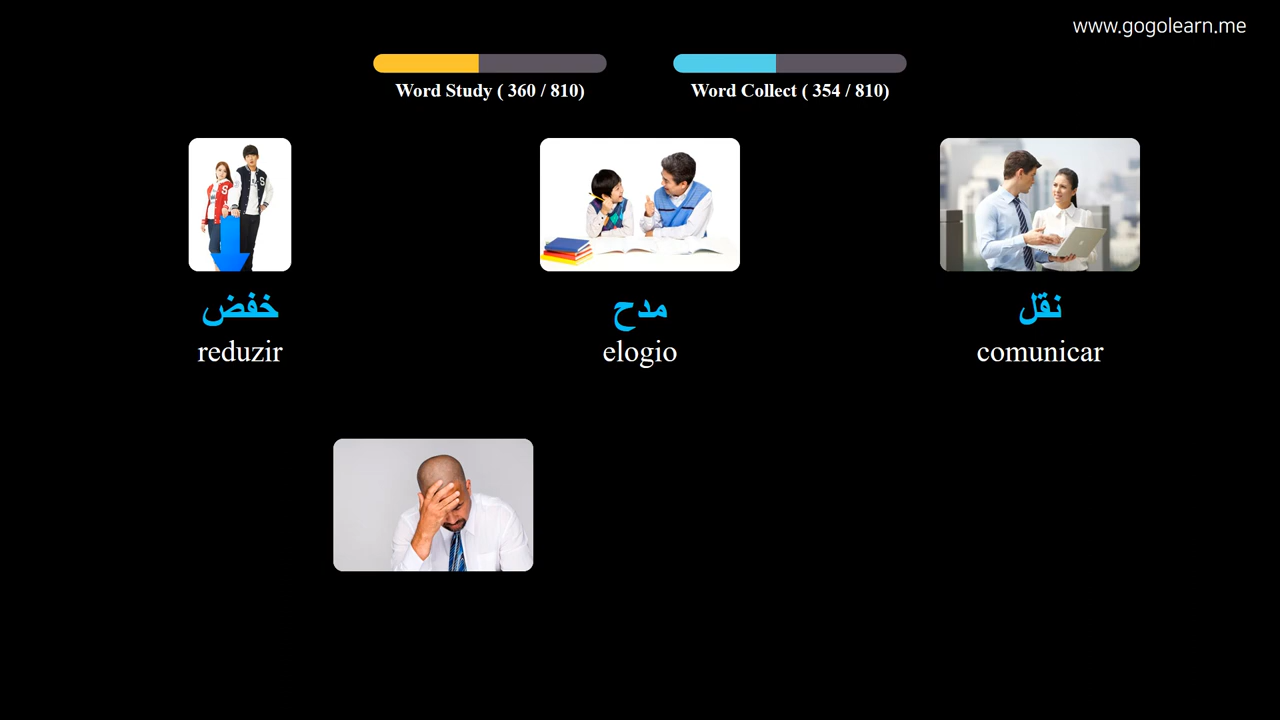 www.gogolearn.me
Word Study ( 360 / 810)
Word Collect ( 354 / 810)
خفض
reduzir
مدح
elogio
نقل
comunicar